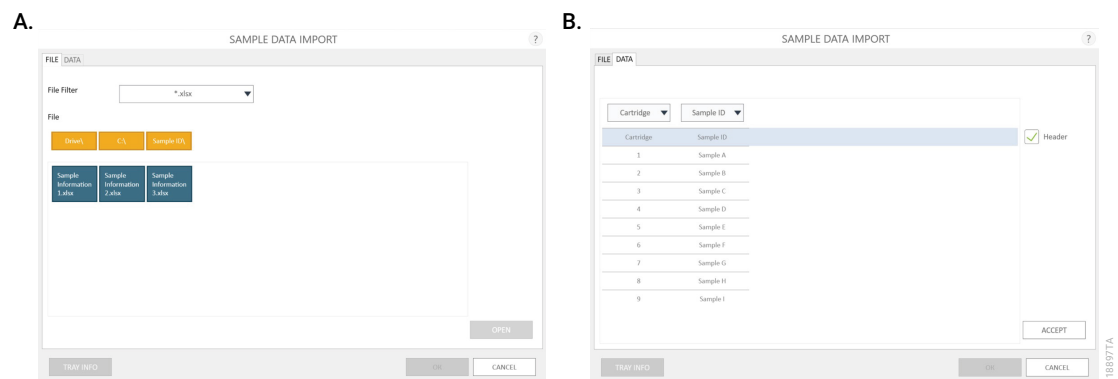 A.
SAMPLE DATA IMPORT
?
FILE DATA
File Filter
*.xlsx
File
Drive\ C:\ Sample ID\
Sample Information 1.xlsx
Sample Information 2.xlsx
Sample Information 3.xlsx
OPEN
TRAY INFO OK CANCEL
B.
SAMPLE DATA IMPORT
?
FILE DATA
Cartridge Sample ID
Cartridge Sample ID
Header
1 Sample A
2 Sample B
3 Sample C
4 Sample D
5 Sample E
6 Sample F
7 Sample G
8 Sample H
9 Sample I
ACCEPT
TRAY INFO OK CANCEL
18897TA